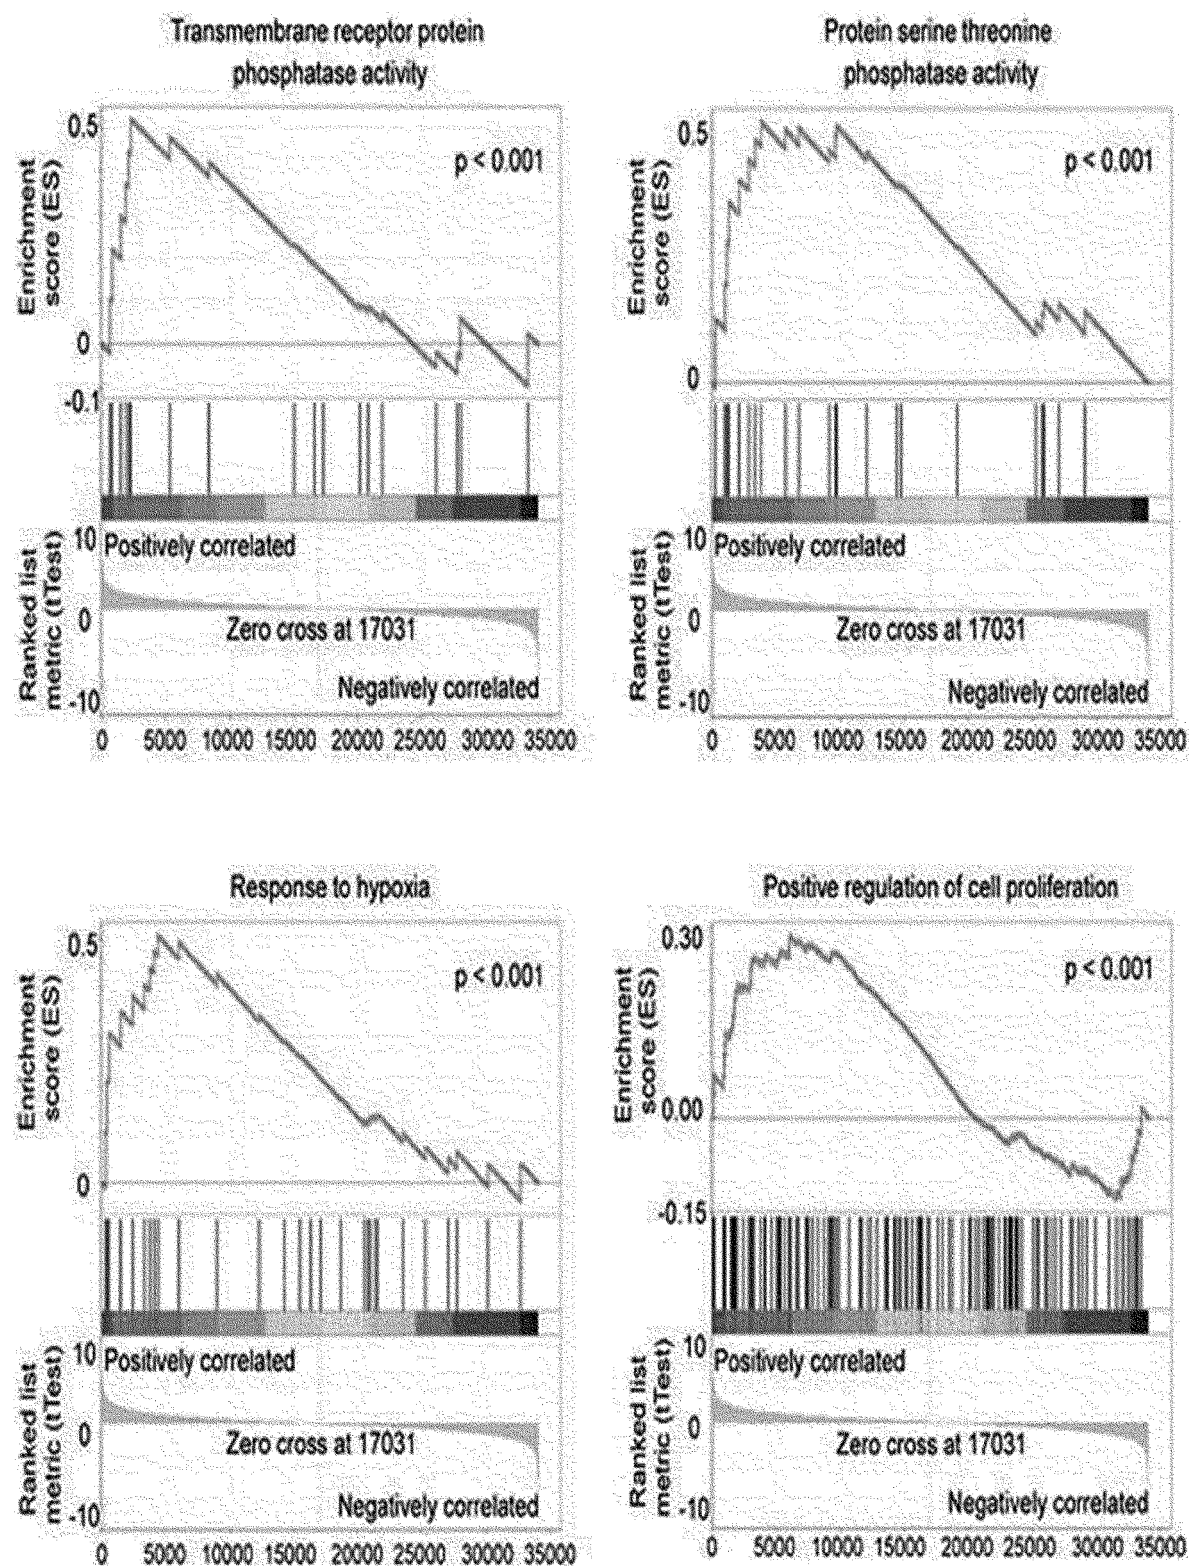 Transmembrane receptor protein
phosphatase activity
Enrichment
score (ES)
0.5
0
-0.1
p < 0.001
Ranked list
metric (tTest)
10
0
-10
Positively correlated
Zero cross at 17031
Negatively correlated
0 5000 10000 15000 20000 25000 30000 35000
Protein serine threonine
phosphatase activity
Enrichment
score (ES)
0.5
0
p < 0.001
Ranked list
metric (tTest)
10
0
-10
Positively correlated
Zero cross at 17031
Negatively correlated
0 5000 10000 15000 20000 25000 30000 35000
Response to hypoxia
Enrichment
score (ES)
0.5
0
p < 0.001
Ranked list
metric (tTest)
10
0
-10
Positively correlated
Zero cross at 17031
Negatively correlated
0 5000 10000 15000 20000 25000 30000 35000
Positive regulation of cell proliferation
Enrichment
score (ES)
0.30
0.00
-0.15
p < 0.001
Ranked list
metric (tTest)
10
0
-10
Positively correlated
Zero cross at 17031
Negatively correlated
0 5000 10000 15000 20000 25000 30000 35000